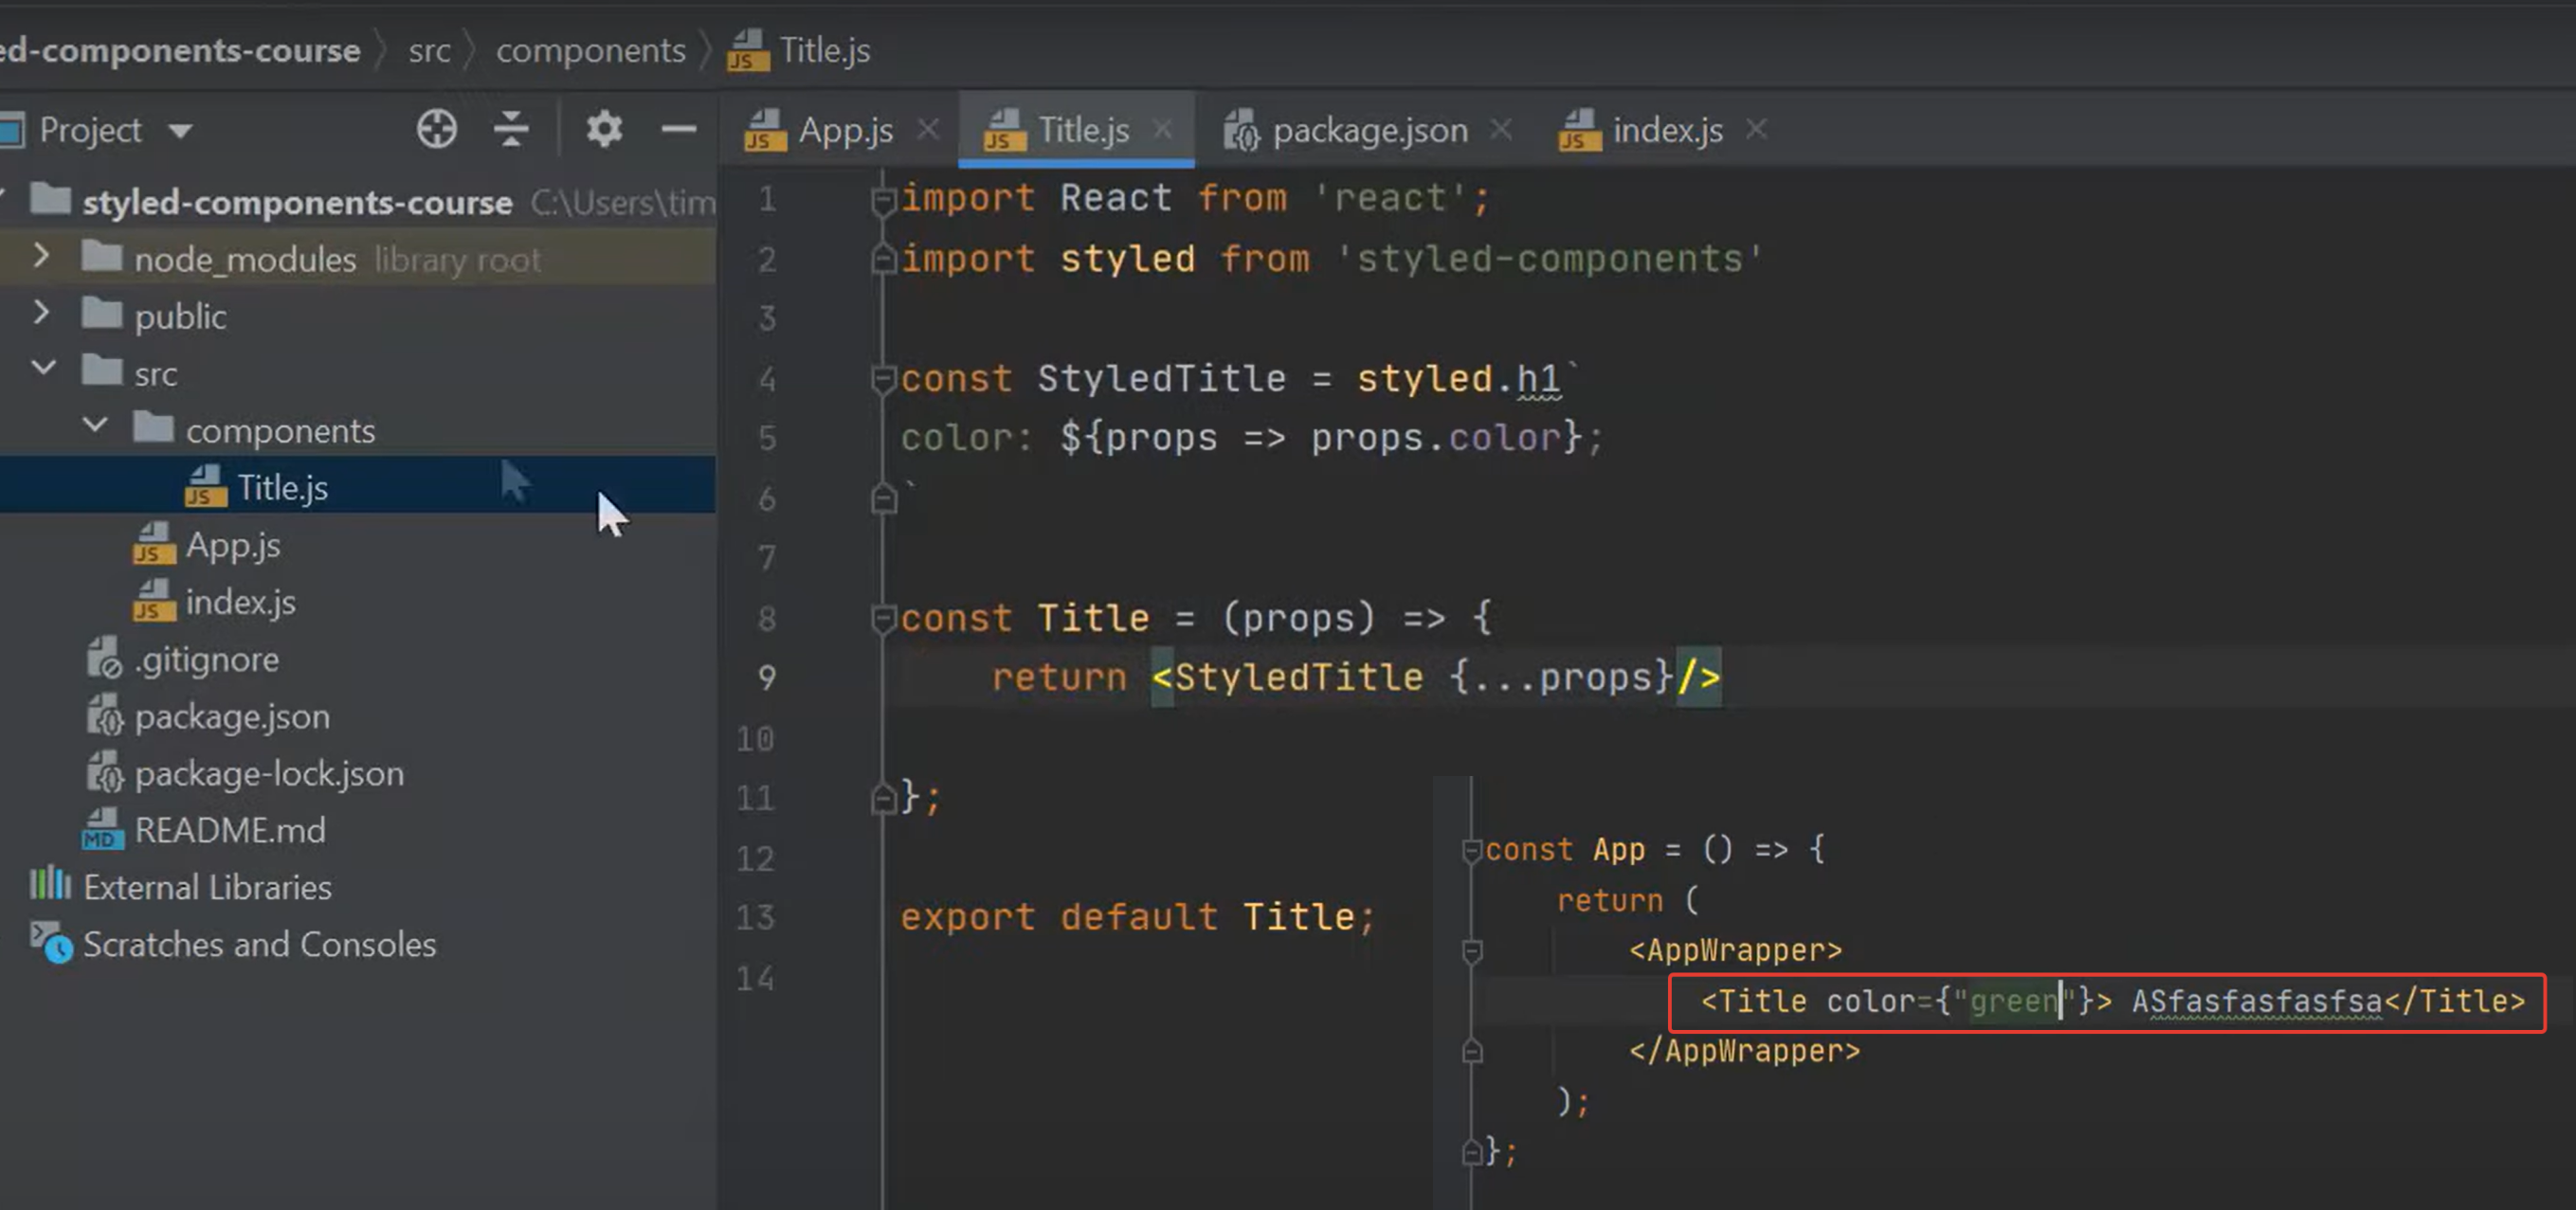 ed-components-course src components Title.js
Project
App.js Title.js package.json index.js
styled-components-course C:\Users\tim
node_modules library root
public
src
components
Title.js
App.js
index.js
.gitignore
package.json
package-lock.json
README.md
External Libraries
Scratches and Consoles
1 import React from 'react';
2 import styled from 'styled-components'
3
4 const StyledTitle = styled.h1`
5 color: ${props => props.color};
6 `
7
8 const Title = (props) => {
9 return <StyledTitle {...props}/>
10
11 };
12
13 export default Title;
14
const App = () => {
return (
<AppWrapper>
<Title color={"green"}> ASfasfasfasfsa</Title>
</AppWrapper>
);
};